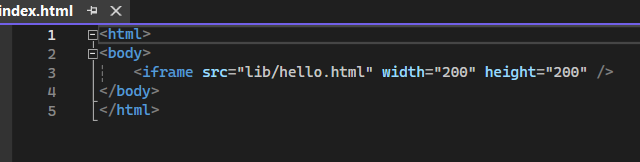 index.html
1 <html>
2 <body>
3 <iframe src="lib/hello.html" width="200" height="200" />
4 </body>
5 </html>